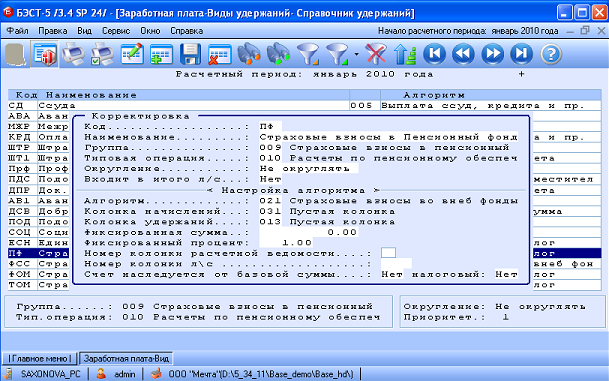 БЭСТ-5 /3.4 SP 24/ - [Заработная плата-Виды удержаний- Справочник удержаний]
Файл Правка Вид Сервис Окно Справка Начало расчетного периода: январь 2010 года
Расчетный период: январь 2010 года +
Код Наименование Алгоритм
СД Ссуда 005 Выплата ссуд, кредита и пр.
АВА Аван
МЖР Межр
КРД Опла та и пр.
ШТР Штра
ШТ1 Штра ета
Прф Проф
ПДС Подо местител
ДПР Док.
АВ1 Аван ета
ДСВ Добр умма
ПОД Подо
СОЦ Соци
ЕСН Един лог
ПФ Стра лог
ФСС Стра внеб фон
ФОМ Стра лог
ТОМ Стра лог
Корректировка
Код....................: ПФ
Наименование...........: Страховые взносы в Пенсионный фонд
Группа.................: 009 Страховые взносы в пенсионный
Типовая операция.......: 010 Расчеты по пенсионному обеспеч
Округление.............: Не округлять
Входит в итого л/с...: Нет
< Настройка алгоритма >
Алгоритм...............: 021 Страховые взносы во внеб фонды
Колонка начислений.....: 031 Пустая колонка
Колонка удержаний......: 013 Пустая колонка
Фиксированная сумма..: 0.00
Фиксированный процент: 1.00
Номер колонки расчетной ведомости....:
Номер колонки л/с....................:
Счет наследуется от базовой суммы....: Нет налоговый: Нет
Группа......: 009 Страховые взносы в пенсионный
Тип.операция: 010 Расчеты по пенсионному обеспеч
Округление: Не округлять
Приоритет.: 1
Главное меню Заработная плата-Вид
SAXONOVA_PC admin ООО "Мечта"(D:\5_34_11\Base_demo\Base_hd\)